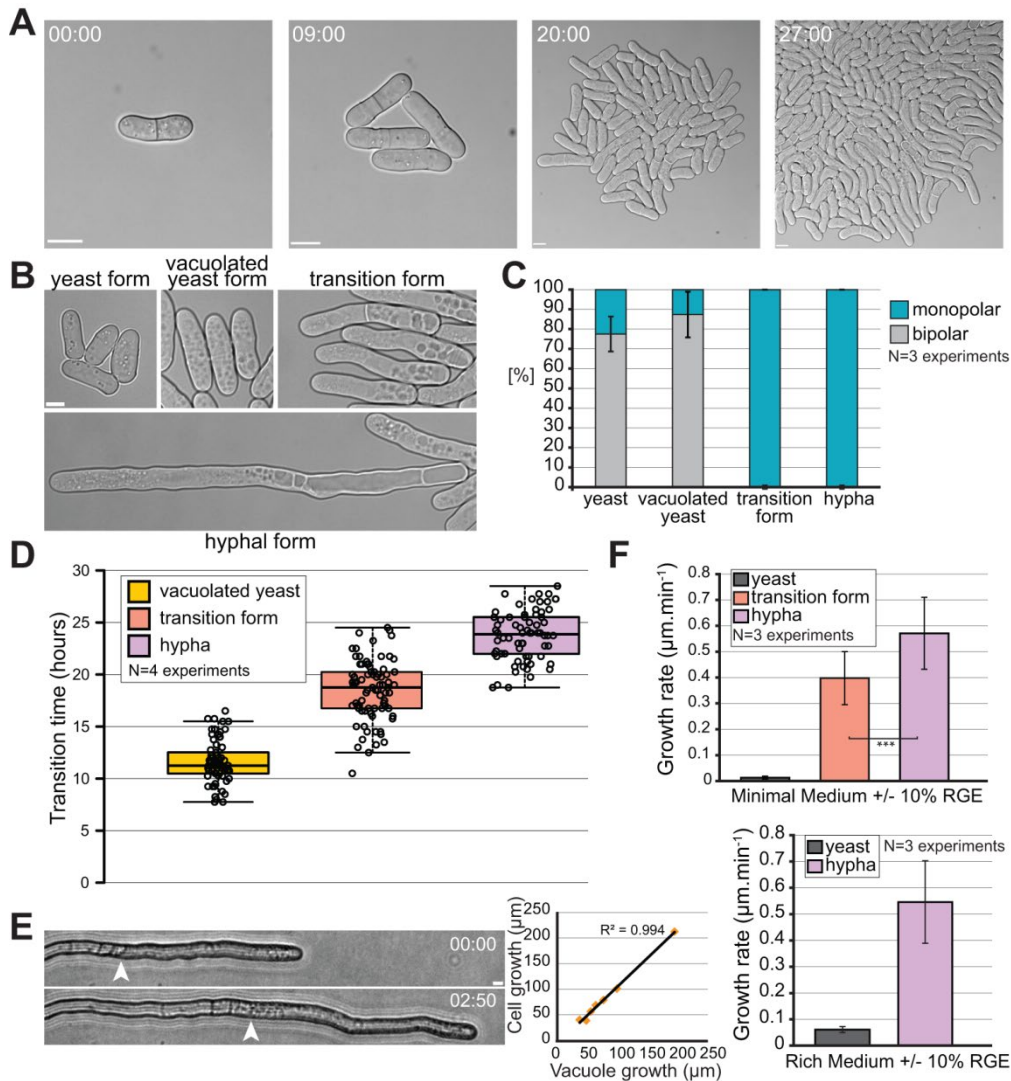 A
00:00
09:00
20:00
27:00
B
yeast form
vacuolated
yeast form
transition form
hyphal form
C
100
90
80
70
60
[%]
50
40
30
20
10
0
yeast
vacuolated
yeast
transition
form
hypha
monopolar
bipolar
N=3 experiments
D
Transition time (hours)
30
25
20
15
10
5
0
vacuolated yeast
transition form
hypha
N=4 experiments
E
00:00
02:50
Cell growth (µm)
250
200
150
100
50
0
R² = 0.994
0 50 100 150 200 250
Vacuole growth (µm)
F
Growth rate (µm.min⁻¹)
0.8
0.7
0.6
0.5
0.4
0.3
0.2
0.1
0
yeast
transition form
hypha
N=3 experiments
***
Minimal Medium +/- 10% RGE
Growth rate (µm.min⁻¹)
0.8
0.7
0.6
0.5
0.4
0.3
0.2
0.1
0
yeast
hypha
N=3 experiments
Rich Medium +/- 10% RGE